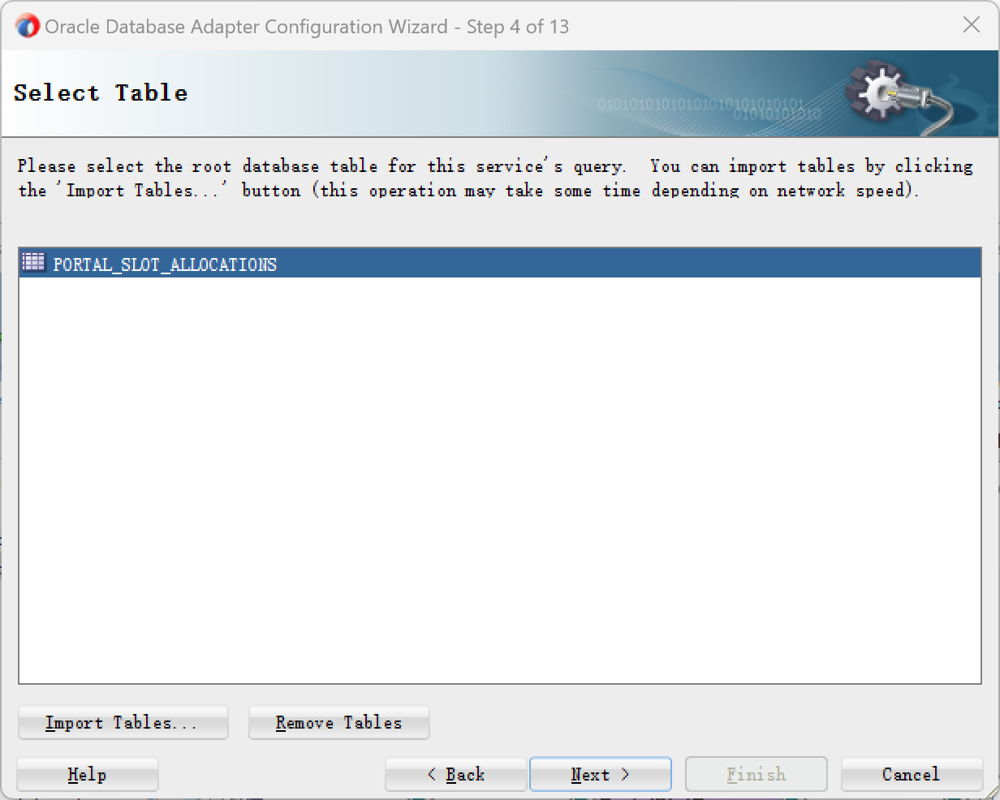 Oracle Database Adapter Configuration Wizard - Step 4 of 13
Select Table
01010101010101010101010101
01010101010
Please select the root database table for this service's query.  You can import tables by clicking
the 'Import Tables...' button (this operation may take some time depending on network speed).
PORTAL_SLOT_ALLOCATIONS
Import Tables... Remove Tables
Help < Back Next > Finish Cancel